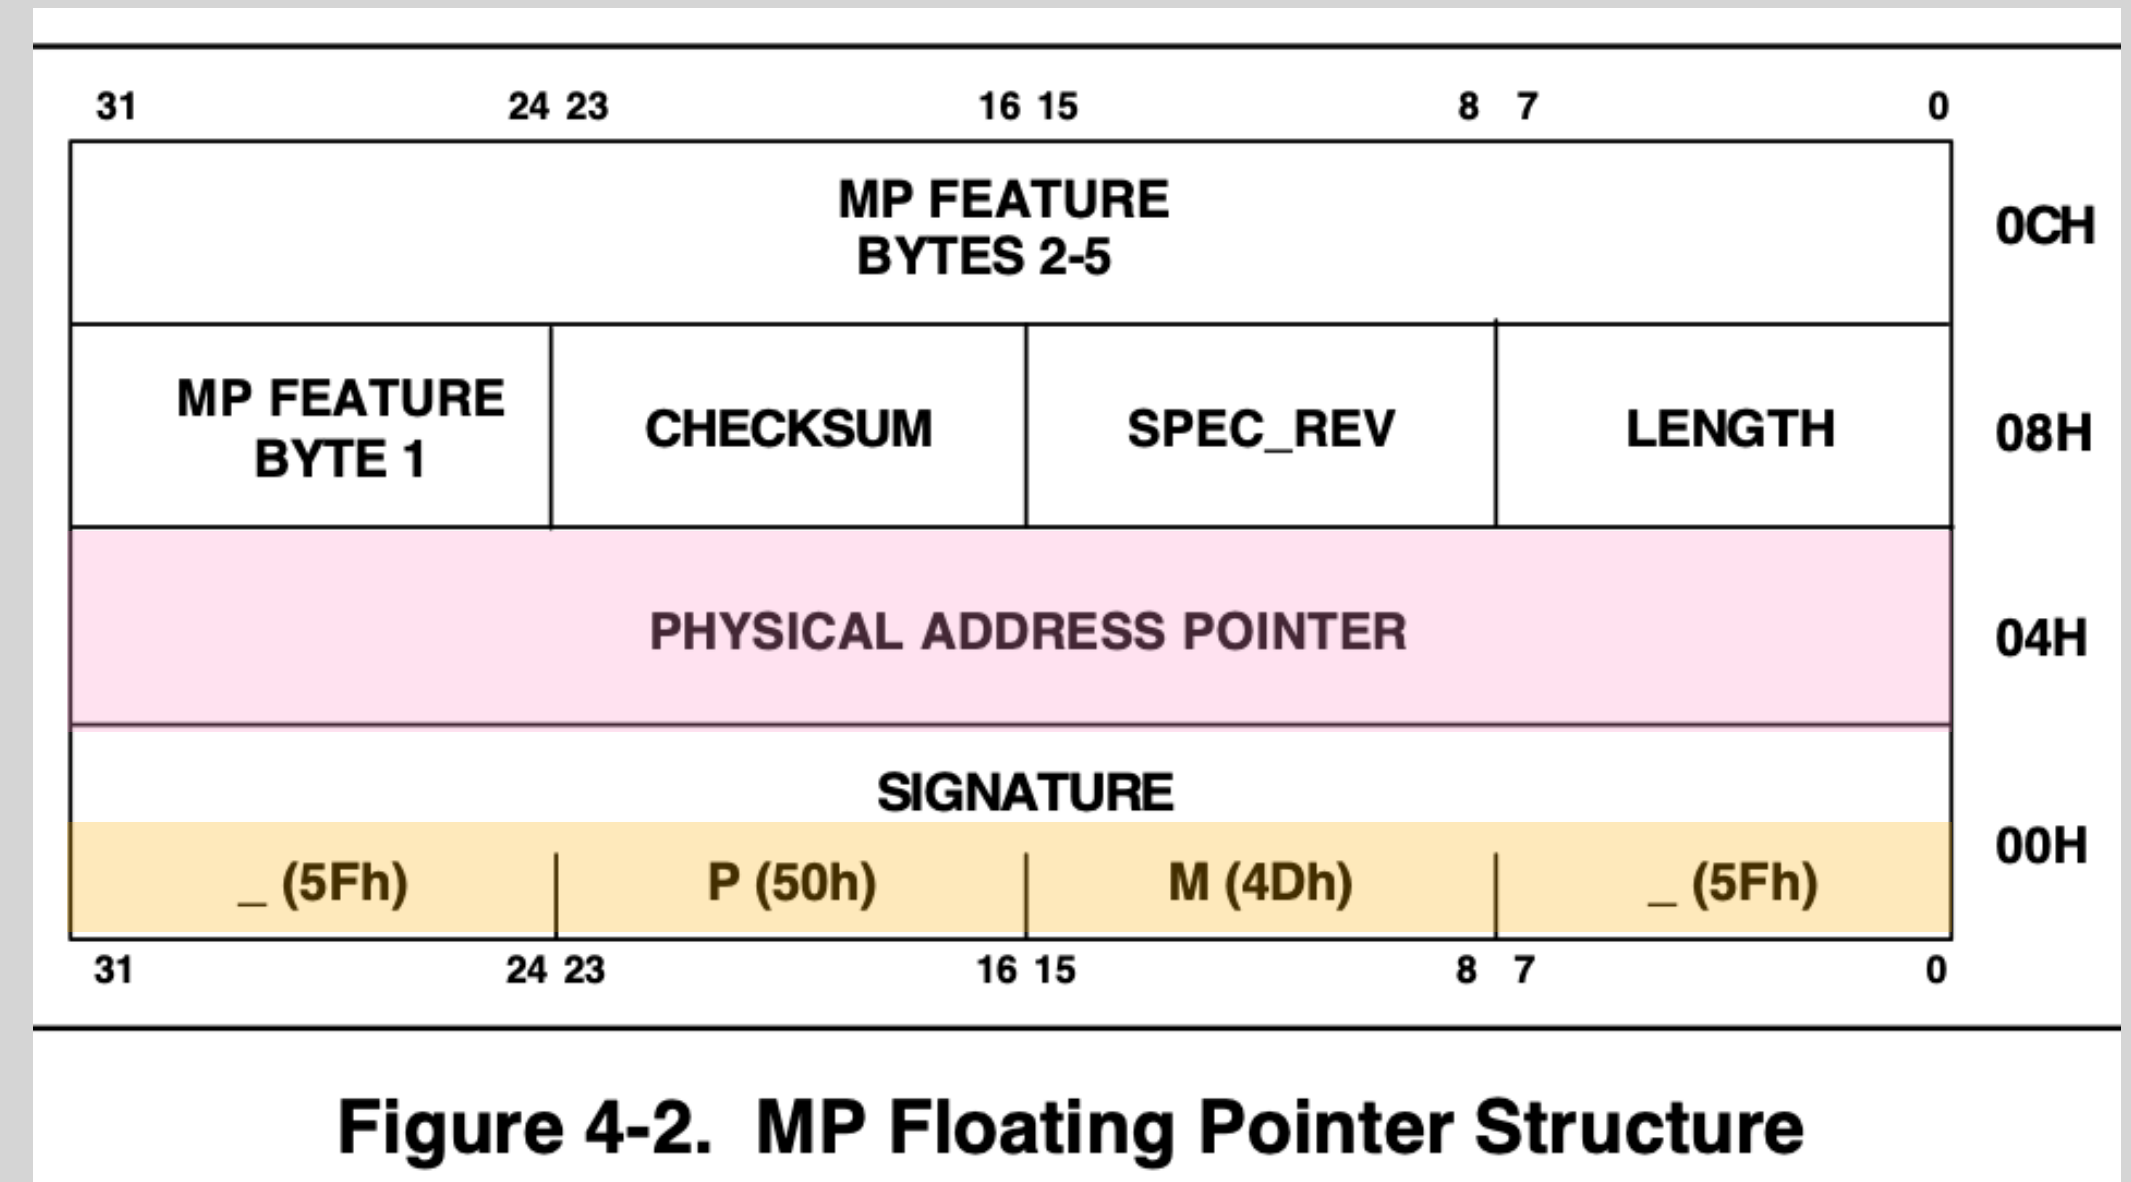 31 24 23 16 15 8 7 0
MP FEATURE
BYTES 2-5
0CH
MP FEATURE
BYTE 1
CHECKSUM
SPEC_REV
LENGTH
08H
PHYSICAL ADDRESS POINTER
04H
SIGNATURE
00H
_ (5Fh) P (50h) M (4Dh) _ (5Fh)
31 24 23 16 15 8 7 0
Figure 4-2. MP Floating Pointer Structure